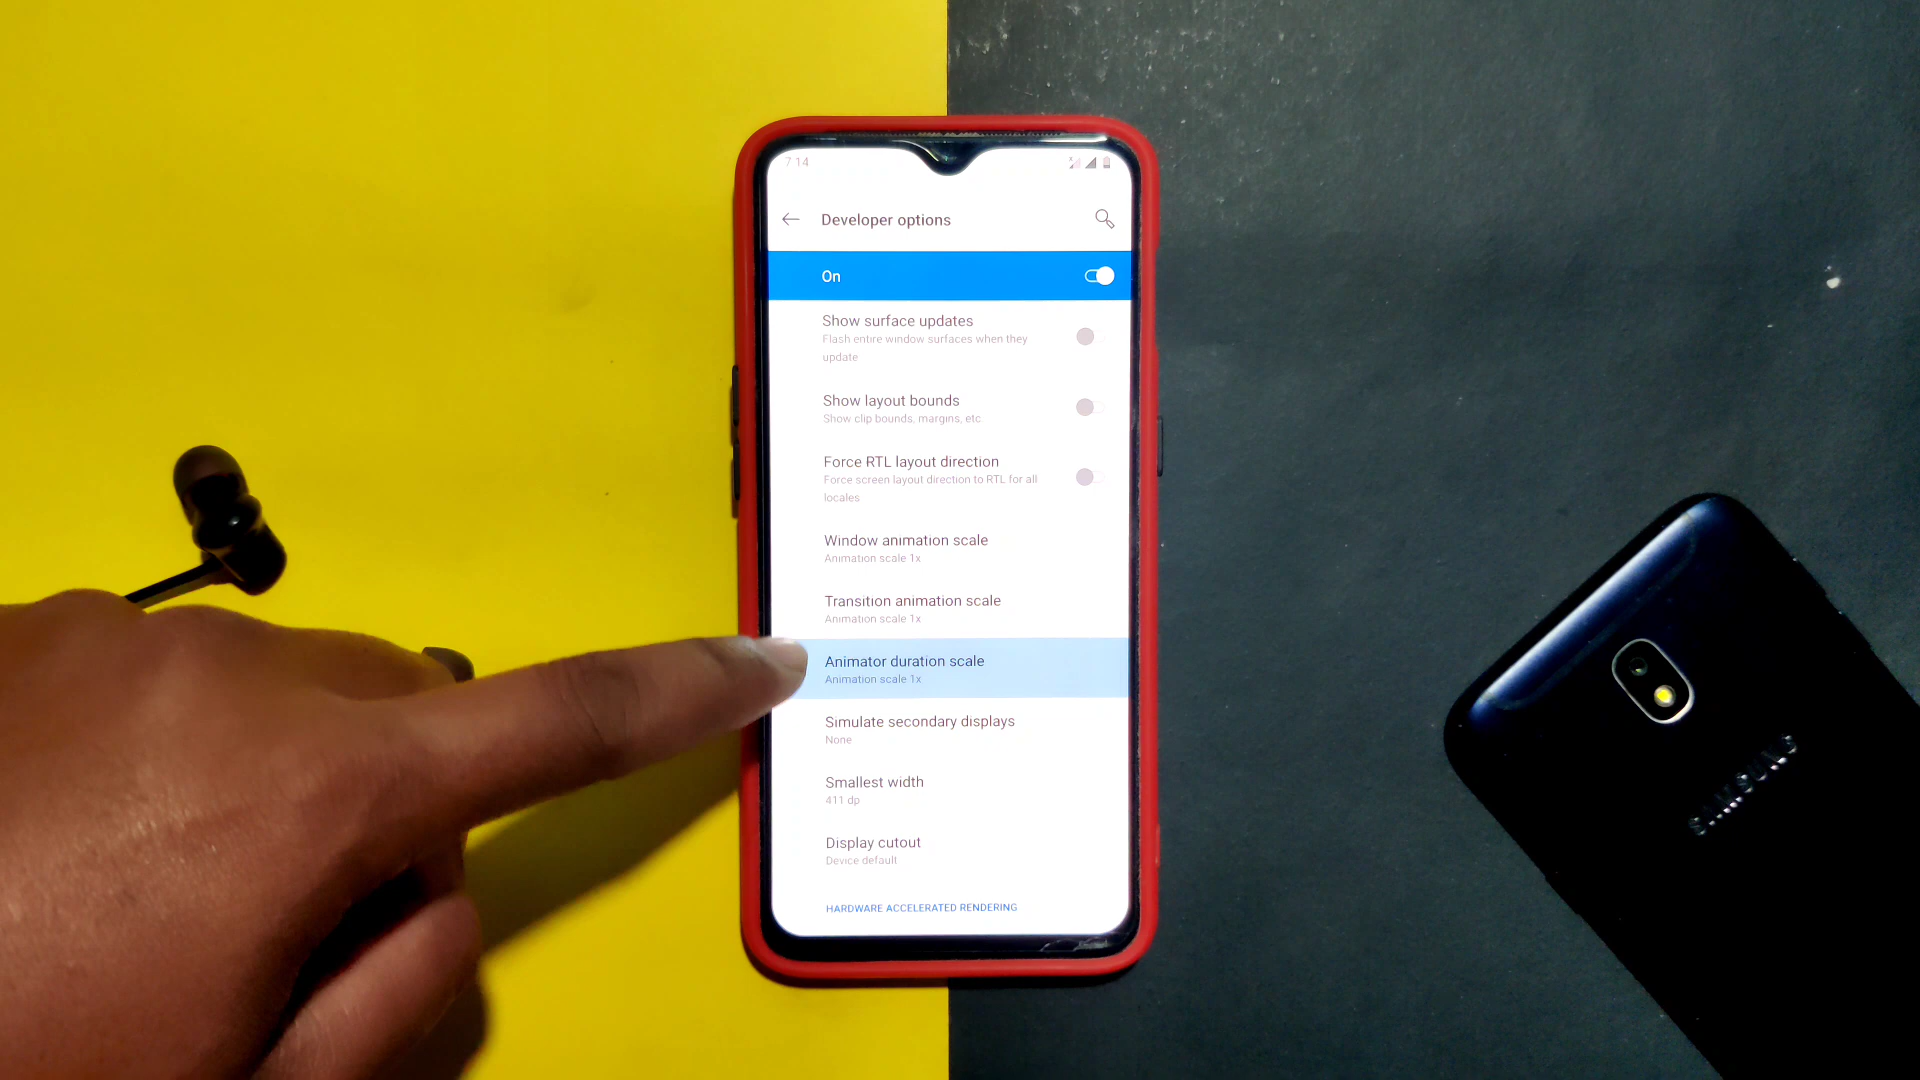 7 14
Developer options
On
Show surface updates
Flash entire window surfaces when they
update
Show layout bounds
Show clip bounds, margins, etc
Force RTL layout direction
Force screen layout direction to RTL for all
locales
Window animation scale
Animation scale 1x
Transition animation scale
Animation scale 1x
Animator duration scale
Animation scale 1x
Simulate secondary displays
None
Smallest width
411 dp
Display cutout
Device default
HARDWARE ACCELERATED RENDERING
SAMSUNG